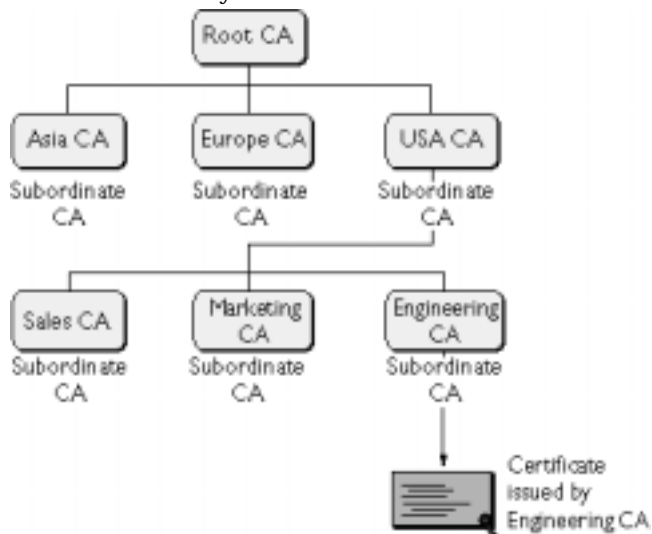 Root CA
Asia CA
Europe CA
USA CA
Subordinate
CA
Subordinate
CA
Subordinate
CA
Sales CA
Marketing
CA
Engineering
CA
Subordinate
CA
Subordinate
CA
Subordinate
CA
Certificate
issued by
Engineering CA